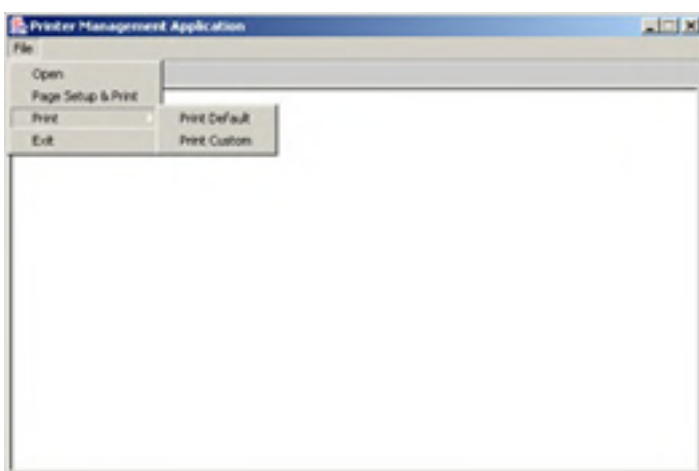 Printer Management Application
File
Open
Page Setup & Print
Print
Print Default
Exit
Print Custom